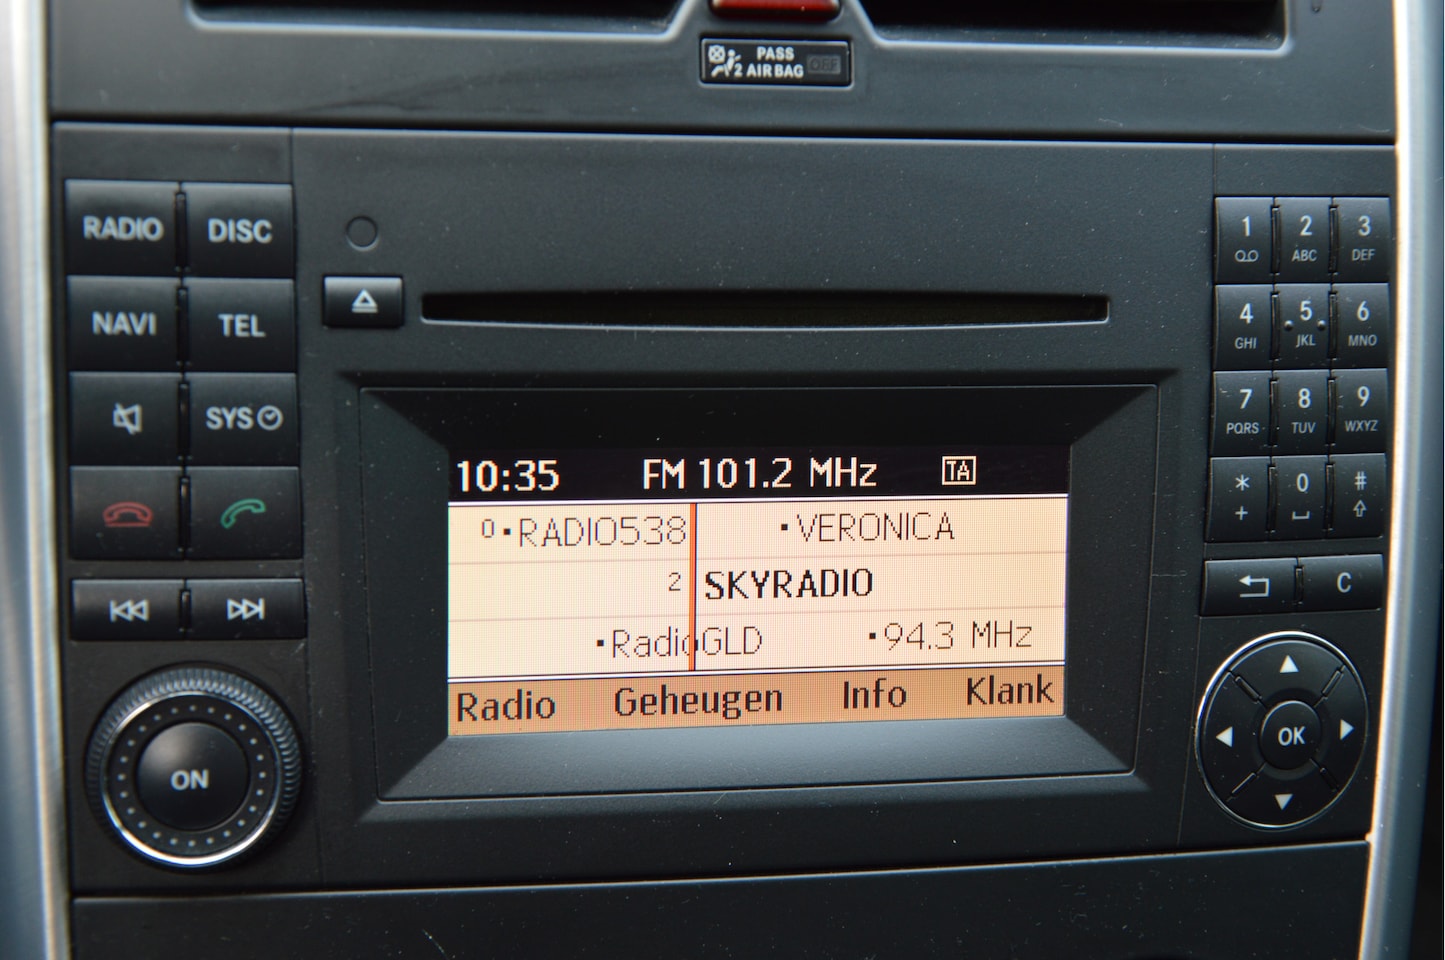 PASS
2 AIRBAG OFF
RADIO DISC
NAVI TEL
SYS
ON
10:35 FM 101.2 MHz TA
0 ·RADIO538 ·VERONICA
2 SKYRADIO
·RadioGLD ·94.3 MHz
Radio Geheugen Info Klank
1 2 3
ABC DEF
4 5 6
GHI JKL MNO
7 8 9
PQRS TUV WXYZ
* 0 #
+
C
OK